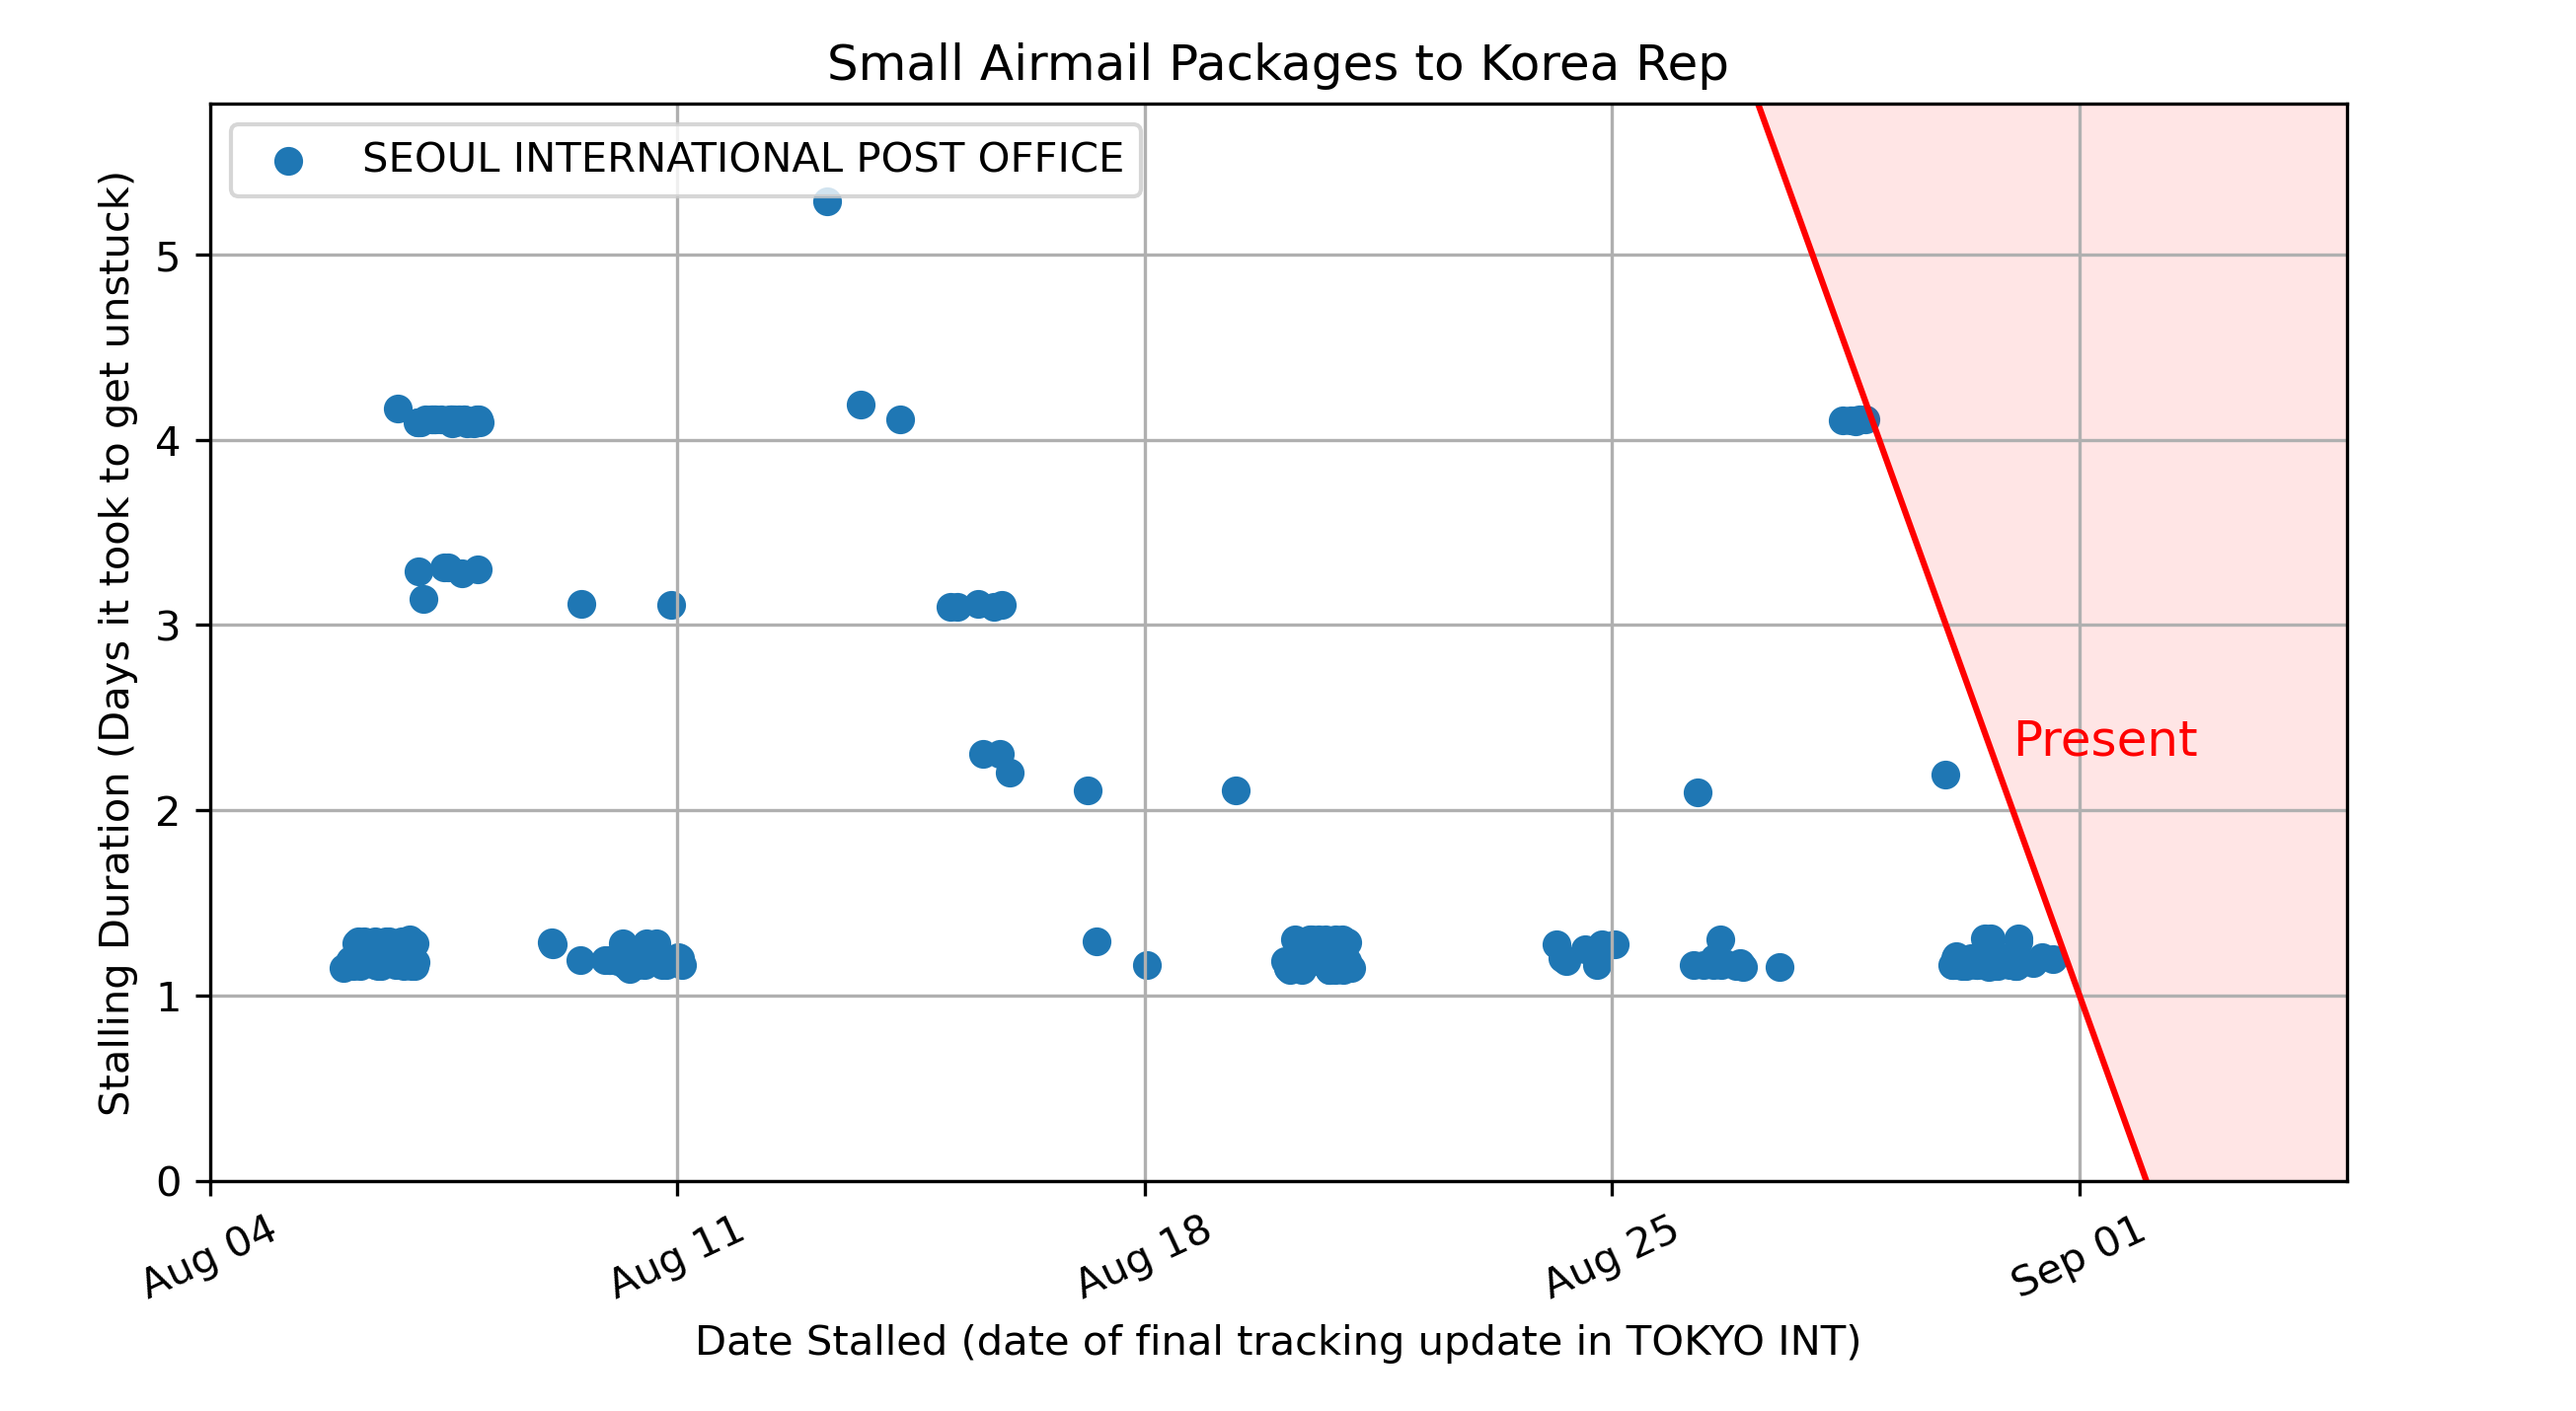 Small Airmail Packages to Korea Rep
SEOUL INTERNATIONAL POST OFFICE
Stalling Duration (Days it took to get unstuck)
5
4
3
2
1
0
Present
Aug 04
Aug 11
Aug 18
Aug 25
Sep 01
Date Stalled (date of final tracking update in TOKYO INT)